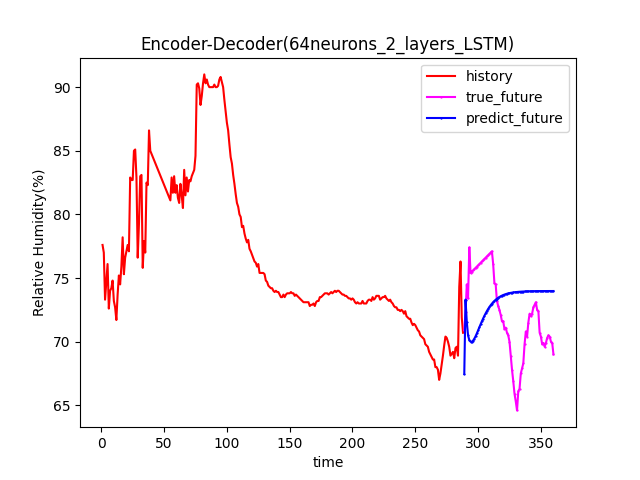 Encoder-Decoder(64neurons_2_layers_LSTM)
history
true_future
predict_future
Relative Humidity(%)
90
85
80
75
70
65
0
50
100
150
200
250
300
350
time